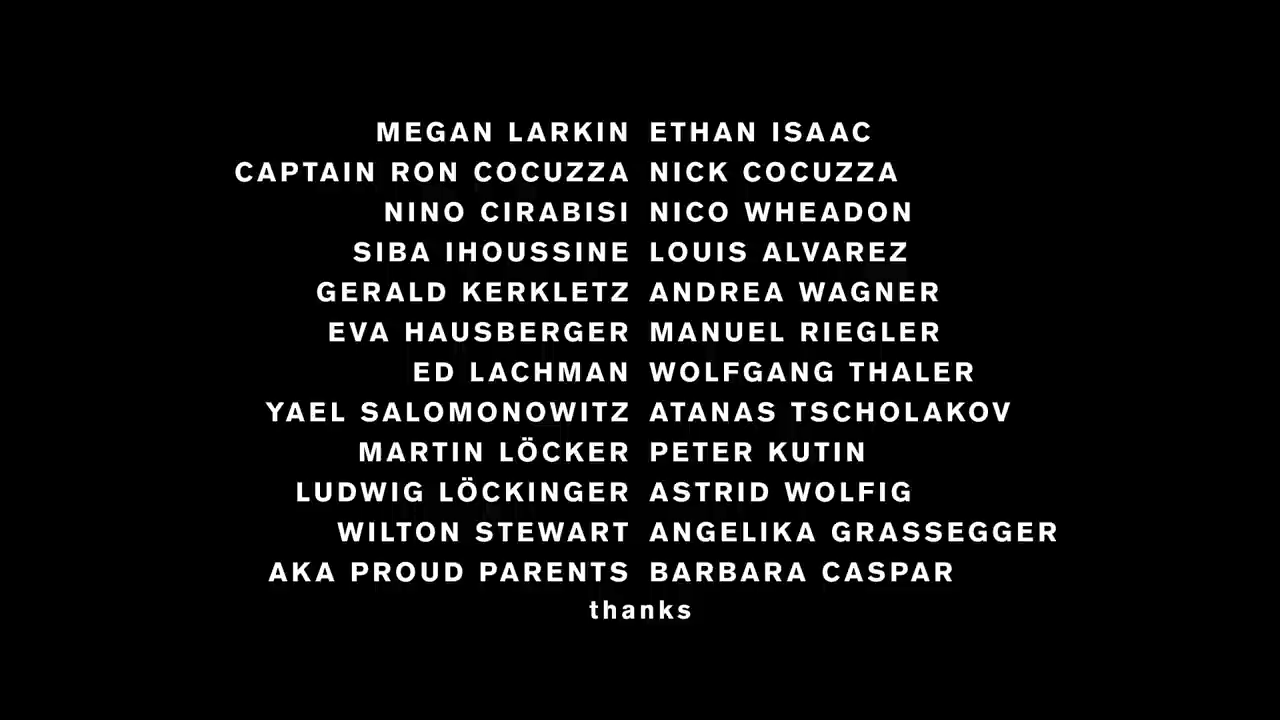 MEGAN LARKIN ETHAN ISAAC
CAPTAIN RON COCUZZA NICK COCUZZA
NINO CIRABISI NICO WHEADON
SIBA IHOUSSINE LOUIS ALVAREZ
GERALD KERKLETZ ANDREA WAGNER
EVA HAUSBERGER MANUEL RIEGLER
ED LACHMAN WOLFGANG THALER
YAEL SALOMONOWITZ ATANAS TSCHOLAKOV
MARTIN LÖCKER PETER KUTIN
LUDWIG LÖCKINGER ASTRID WOLFIG
WILTON STEWART ANGELIKA GRASSEGGER
AKA PROUD PARENTS BARBARA CASPAR
thanks